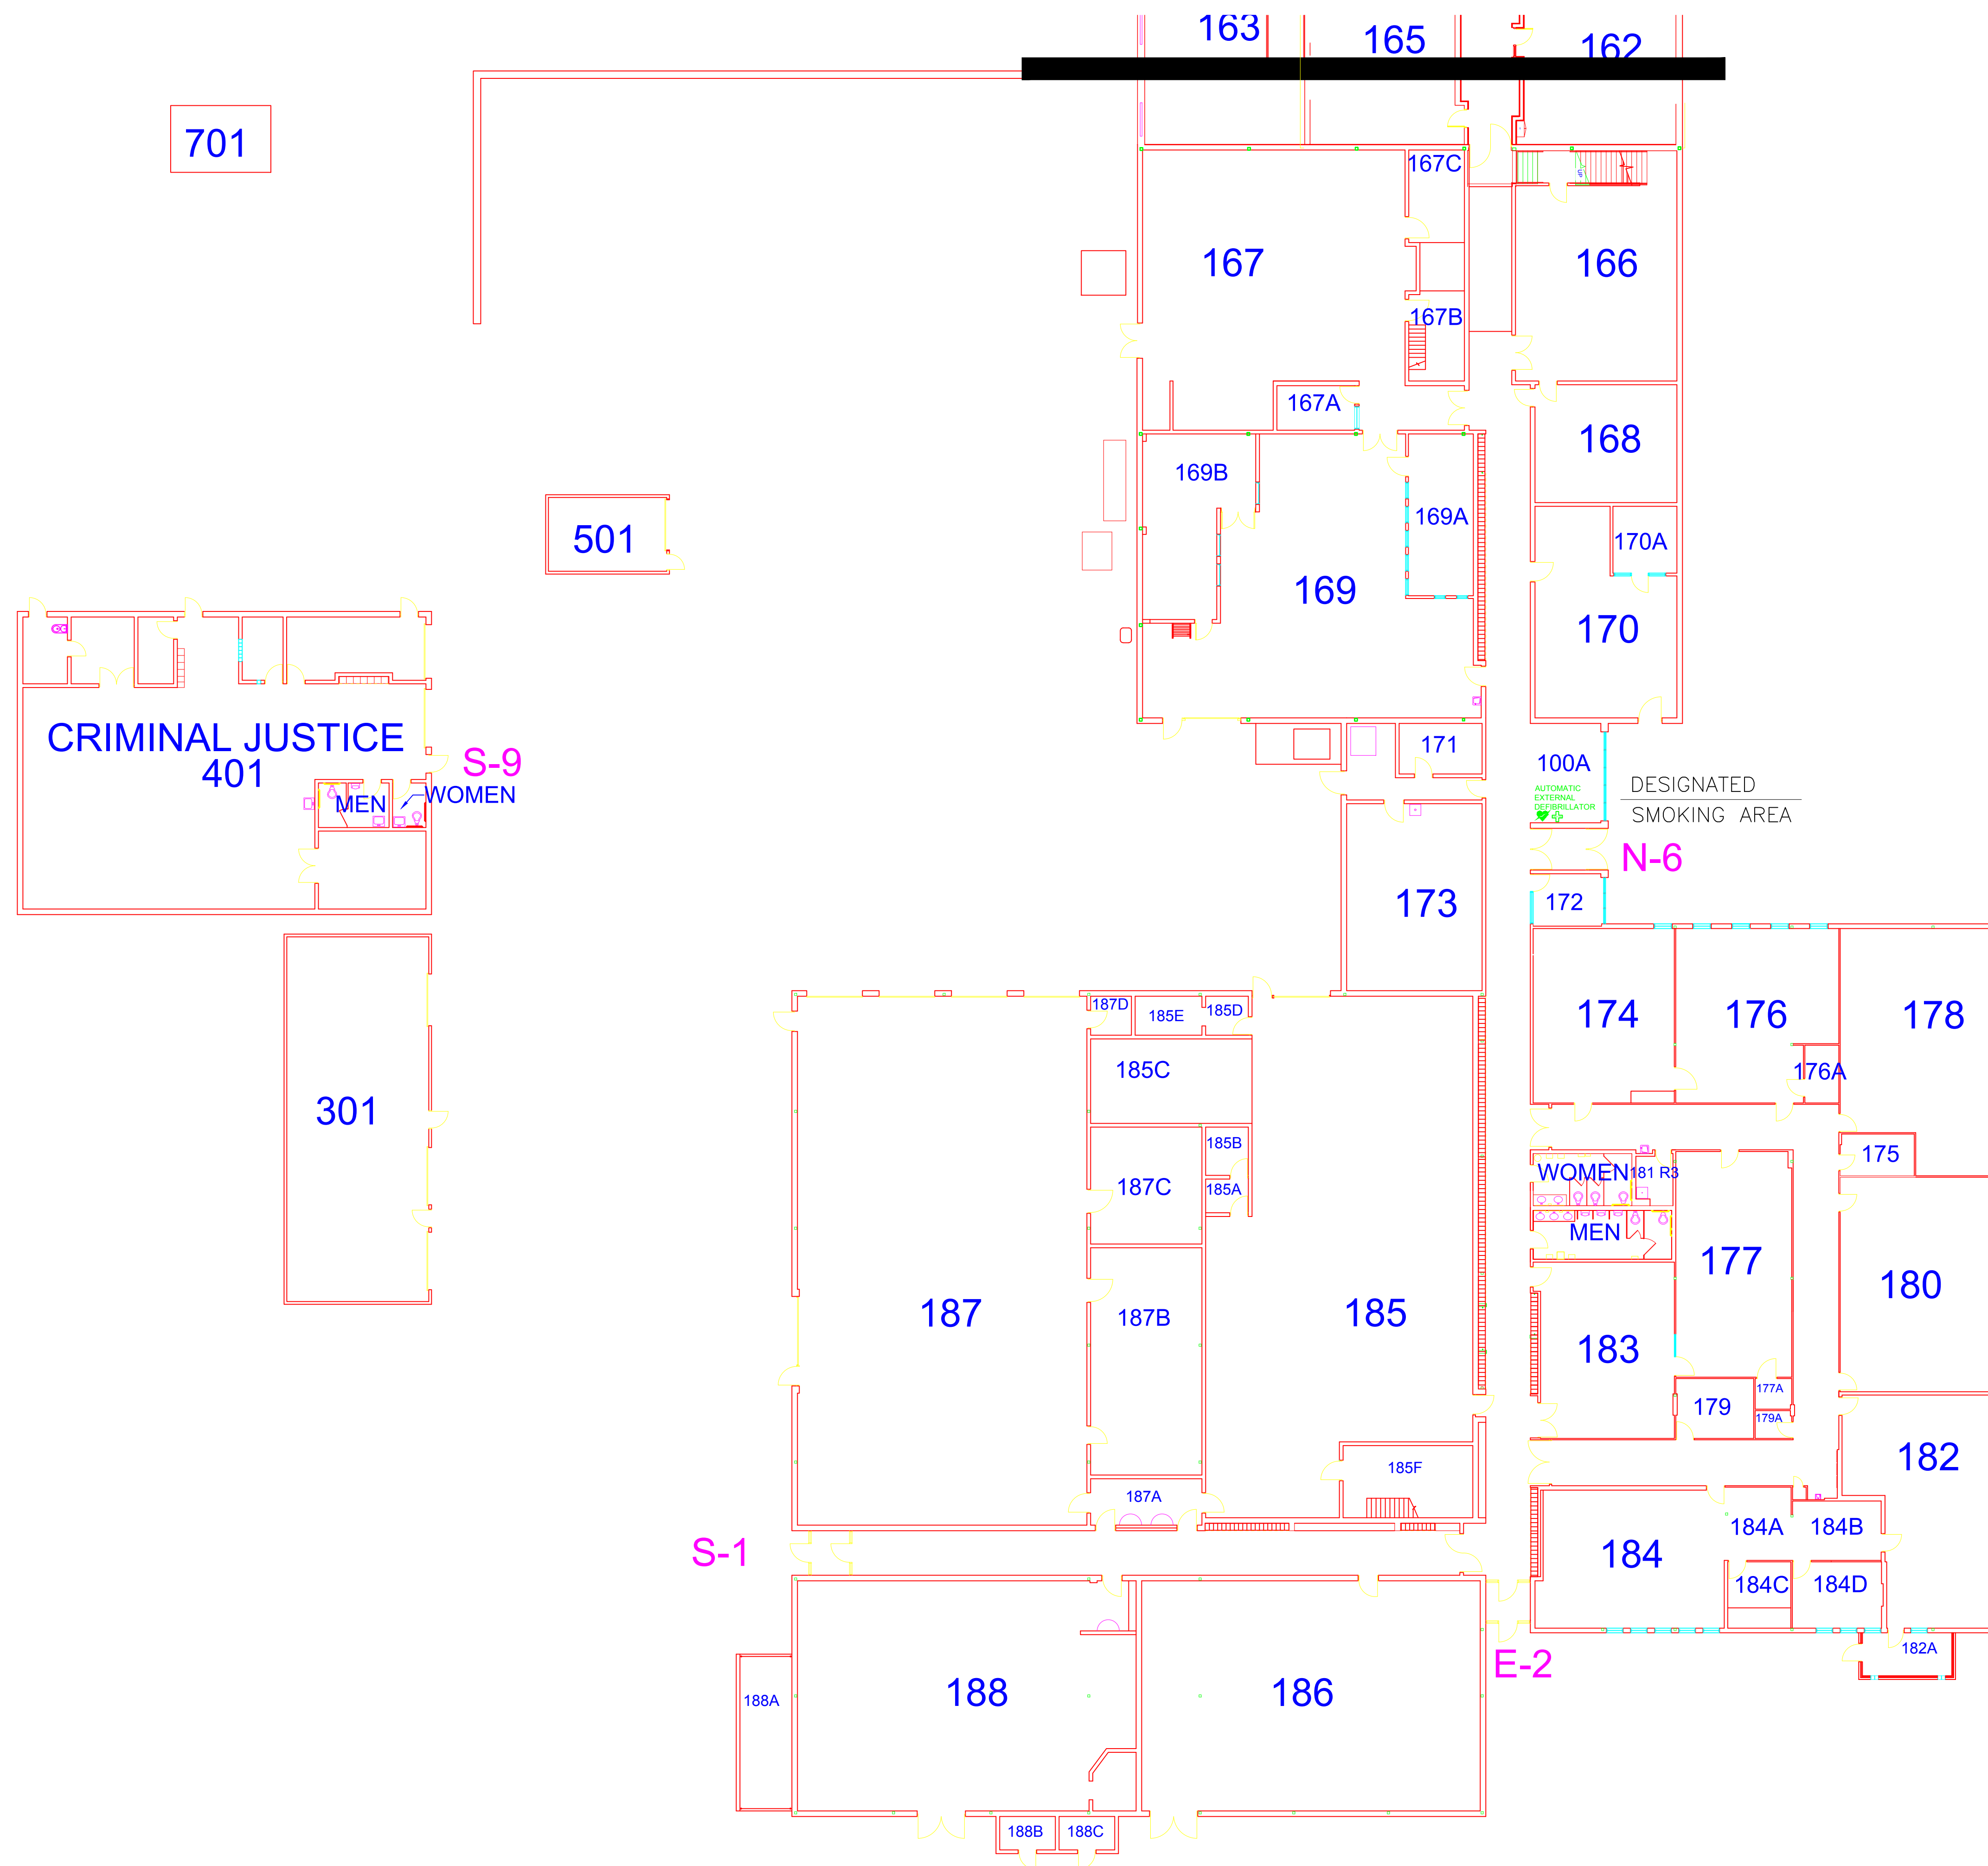 163
165
162
701
167C
UP
167
166
167B
167A
168
169B
169A
170A
501
169
170
171
CRIMINAL JUSTICE
401
S-9
MEN
WOMEN
100A
AUTOMATIC
EXTERNAL
DEFIBRILLATOR
DESIGNATED
SMOKING AREA
N-6
172
173
187D
185E
185D
174
176
178
185C
176A
301
185B
175
187C
185A
WOMEN
181 R3
MEN
177
180
187
187B
185
183
177A
179
179A
185F
182
187A
184A
184B
S-1
184
184C
184D
E-2
182A
188A
188
186
188B
188C